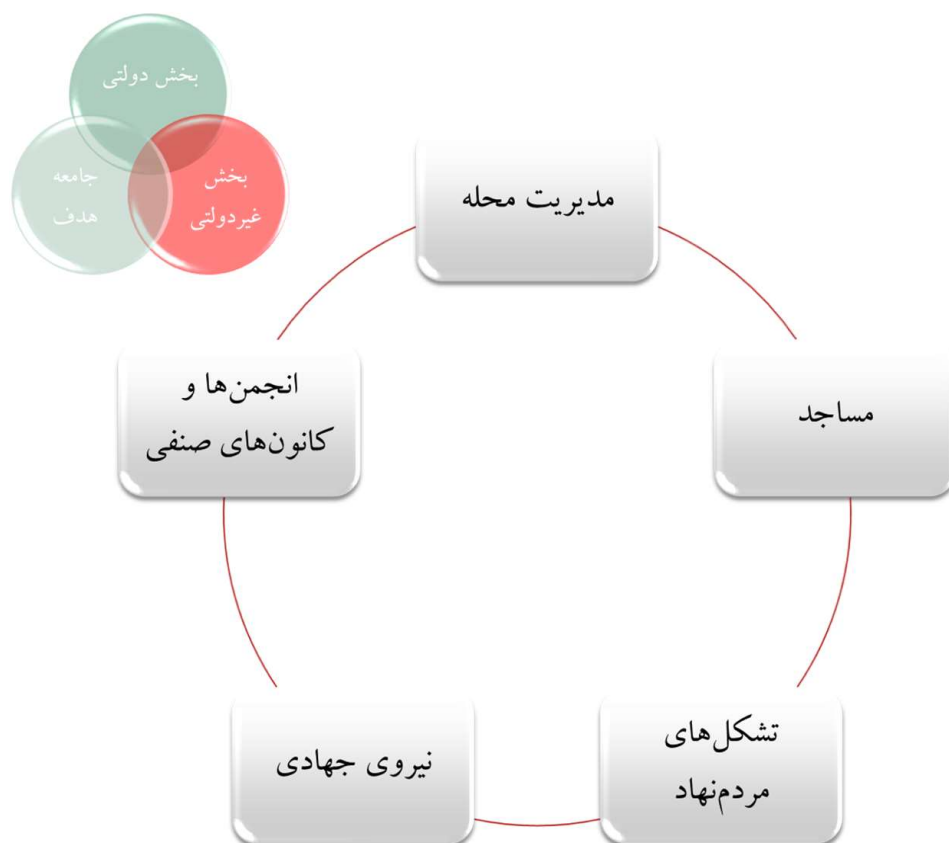 بخش دولتی
جامعه
هدف
بخش
غیردولتی
مدیریت محله
مساجد
تشکل‌های
مردم‌نهاد
نیروی جهادی
انجمن‌ها و
کانون‌های صنفی